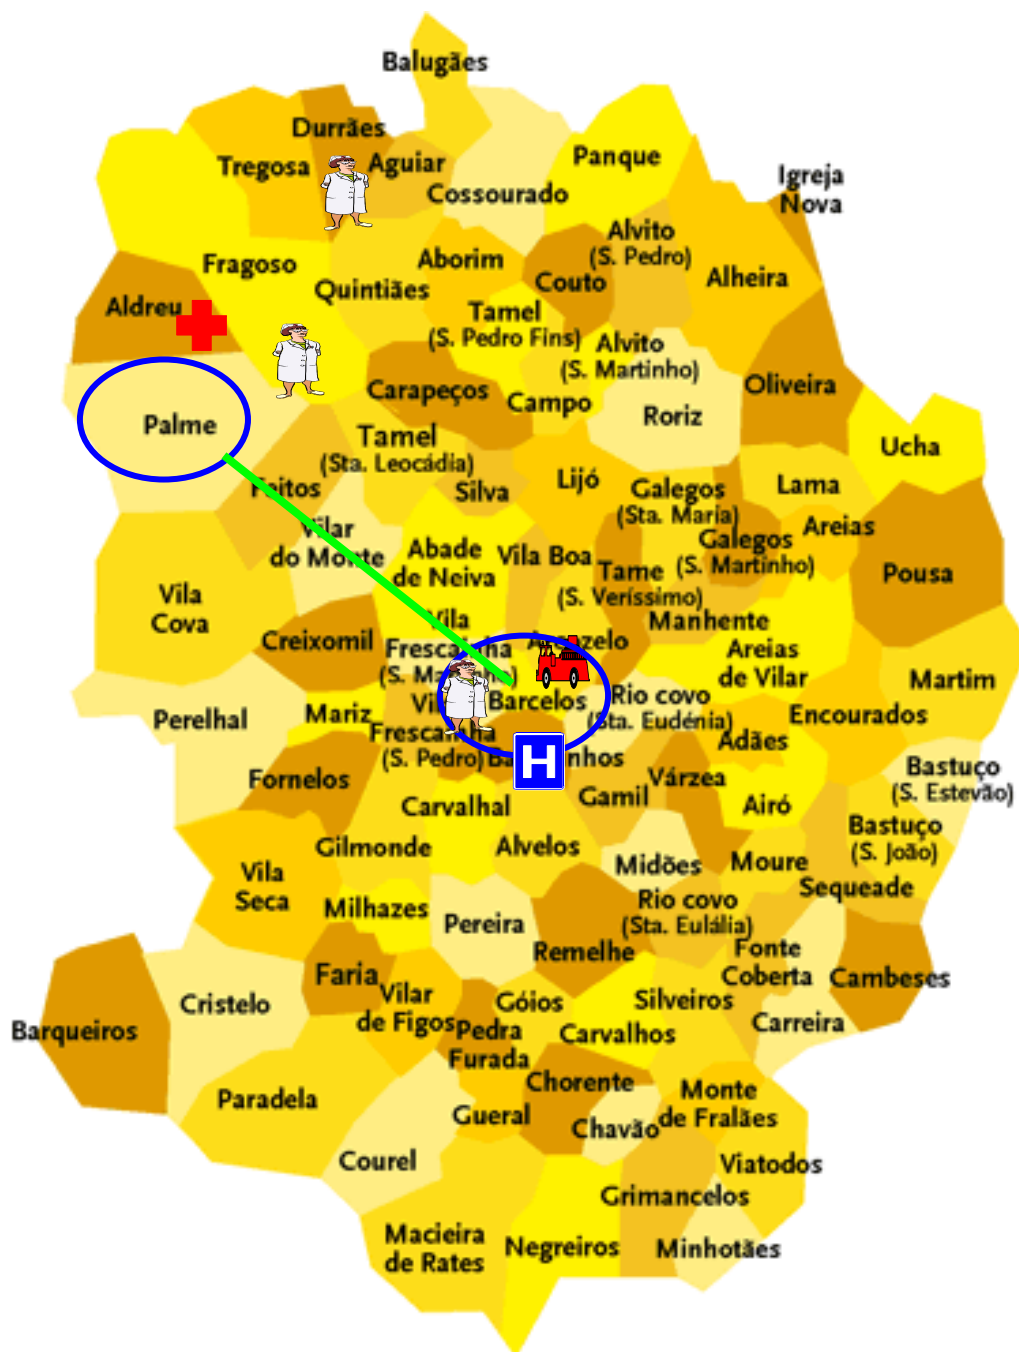 Balugães
Durrães
Tregosa
Aguiar
Cossourado
Panque
Igreja
Nova
Alvito
(S. Pedro)
Fragoso
Aborim
Quintiães
Couto
Alheira
Aldreu
Tamel
(S. Pedro Fins)
Alvito
(S. Martinho)
Carapeços
Campo
Roriz
Oliveira
Palme
Tamel
(Sta. Leocádia)
Ucha
Feitos
Silva
Lijó
Galegos
(Sta. Maria)
Lama
Areias
Vilar
do Monte
Abade
de Neiva
Vila Boa
Galegos
(S. Martinho)
Tame
(S. Veríssimo)
Pousa
Vila
Cova
Creixomil
Vila
Frescainha
(S. Martinho)
Manhente
Areias
de Vilar
Martim
Perelhal
Mariz
Barcelos
Rio covo
(Sta. Eudénia)
Encourados
Frescainha
(S. Pedro)
Adães
Fornelos
Várzea
Bastuço
(S. Estevão)
Carvalhal
Gamil
Airó
Gilmonde
Alvelos
Midões
Moure
Bastuço
(S. João)
Vila
Seca
Milhazes
Pereira
Rio covo
(Sta. Eulália)
Sequeade
Remelhe
Fonte
Coberta
Cambeses
Faria
Vilar
de Figos
Cristelo
Góios
Silveiros
Barqueiros
Pedra
Furada
Carvalhos
Carreira
Paradela
Chorente
Gueral
Chavão
Monte
de Fralães
Courel
Viatodos
Grimancelos
Macieira
de Rates
Negreiros
Minhotães
H